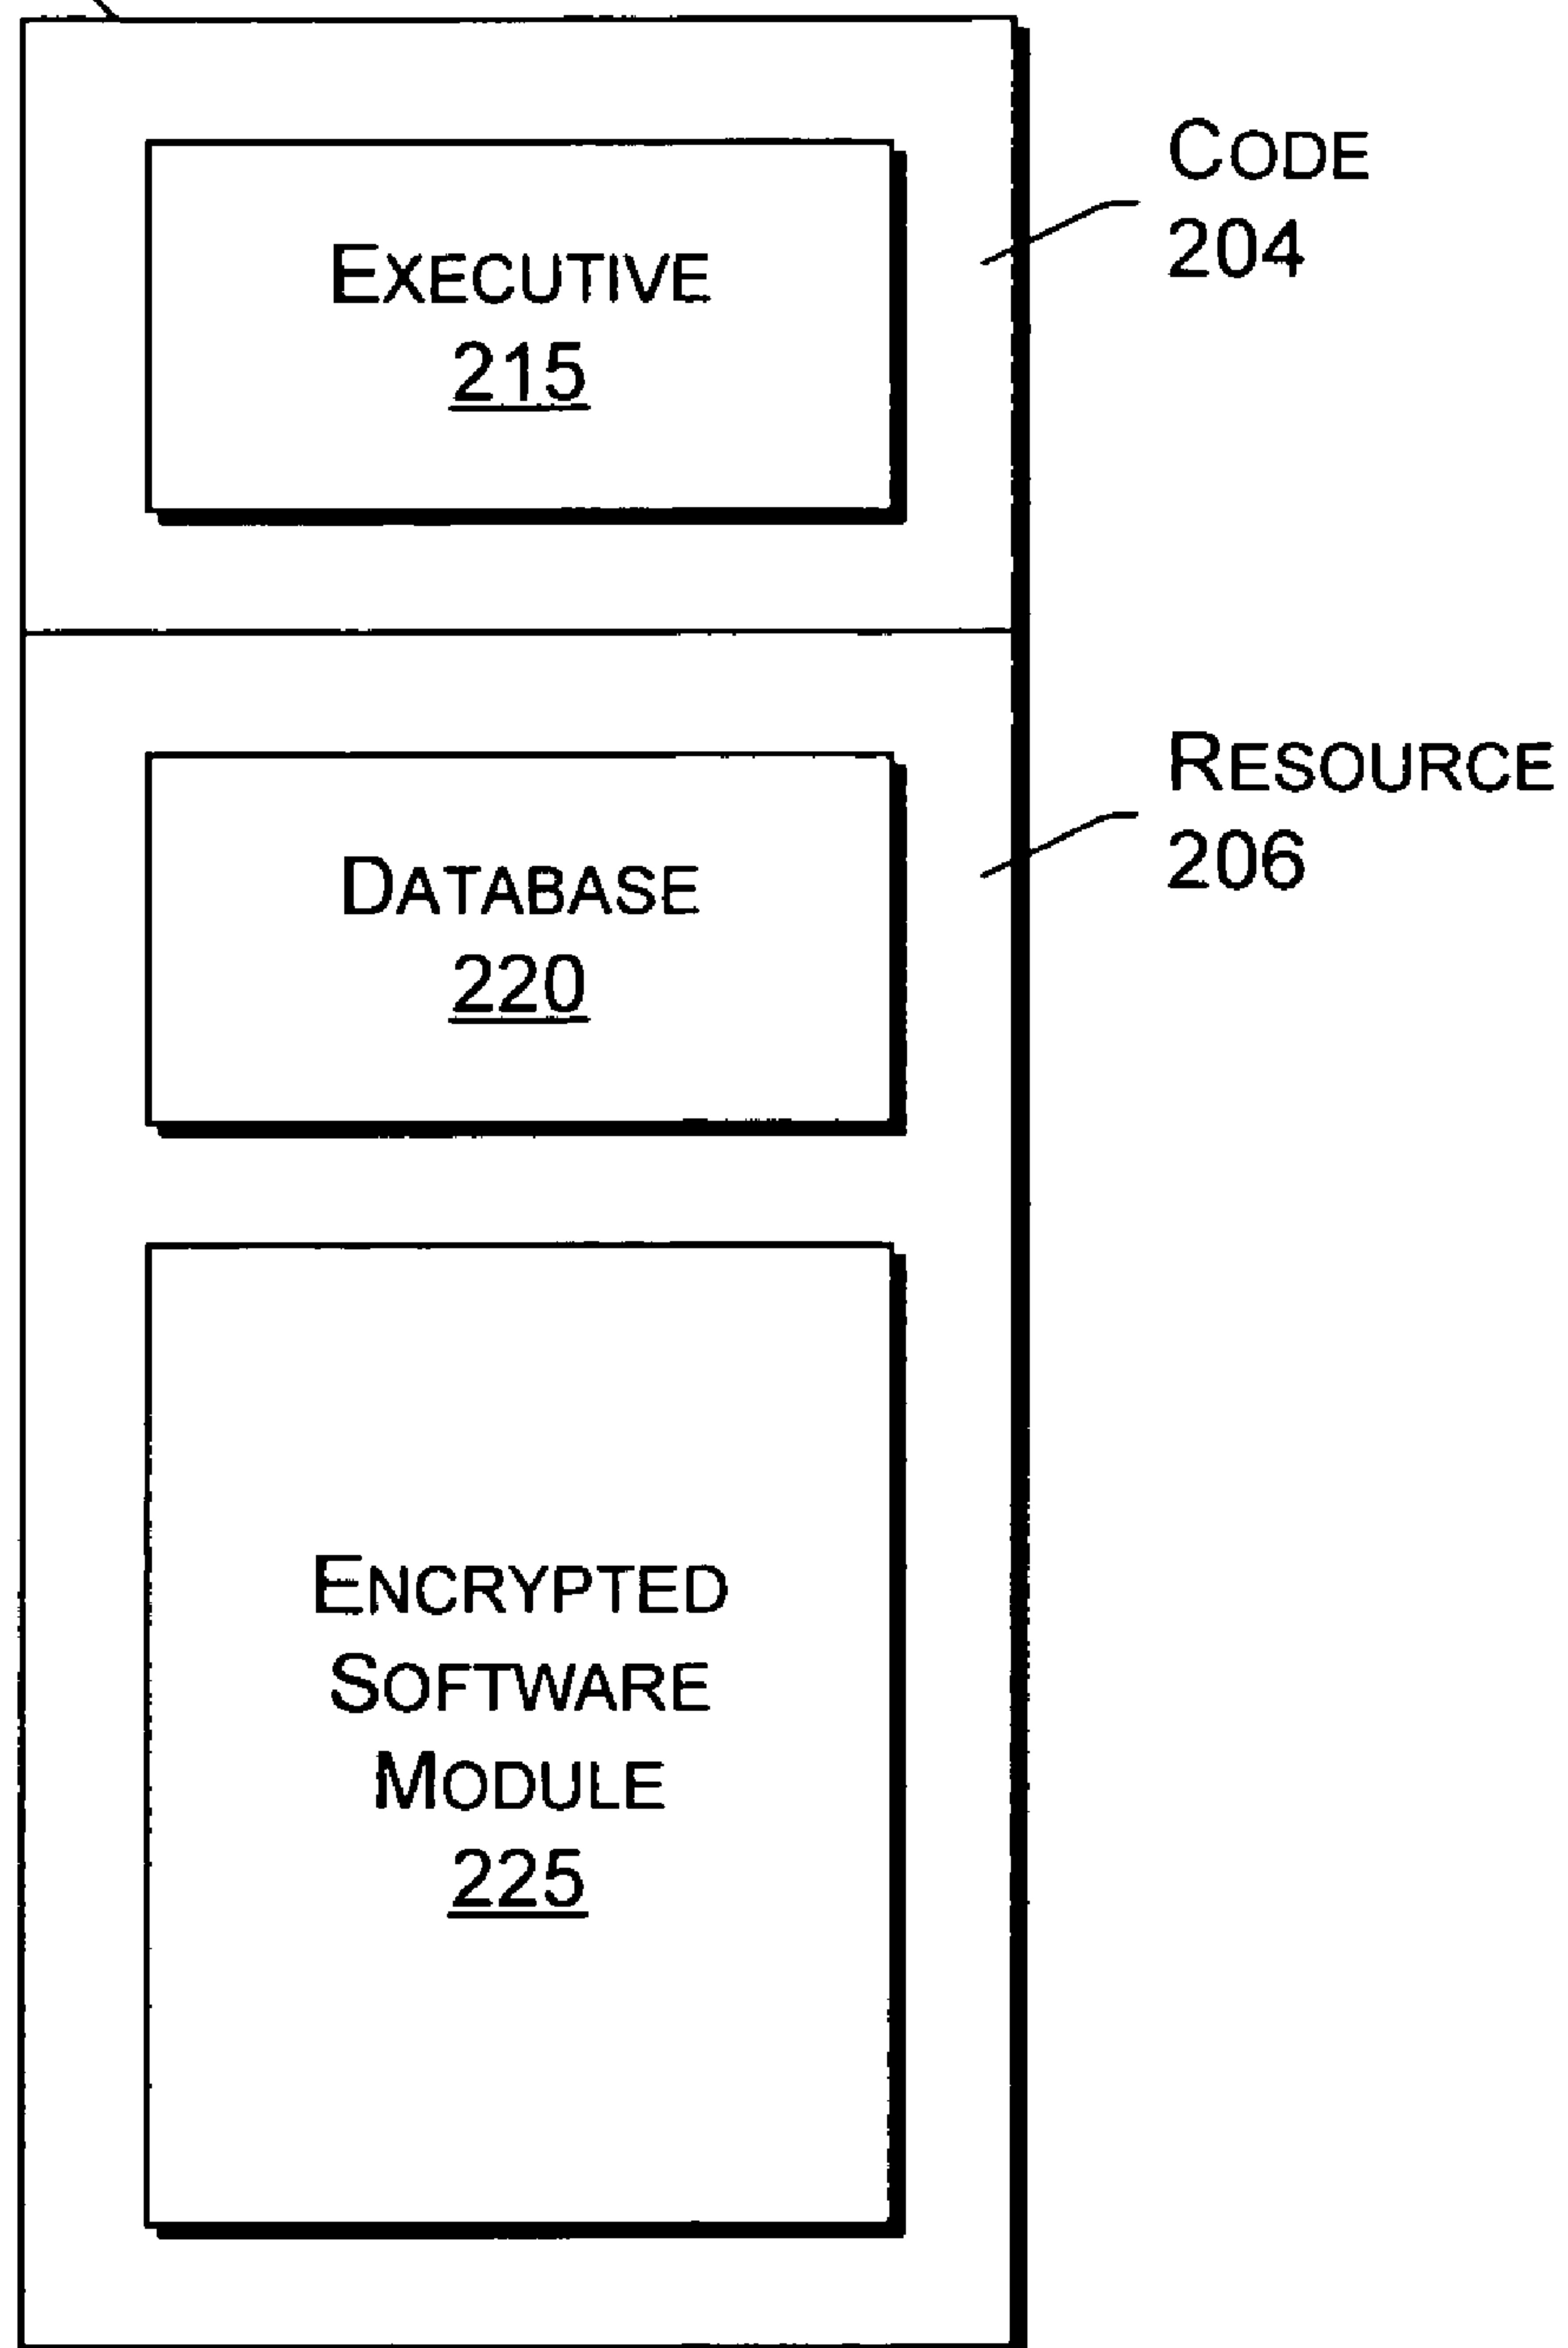 CODE
204
EXECUTIVE
215
RESOURCE
206
DATABASE
220
ENCRYPTED
SOFTWARE
MODULE
225